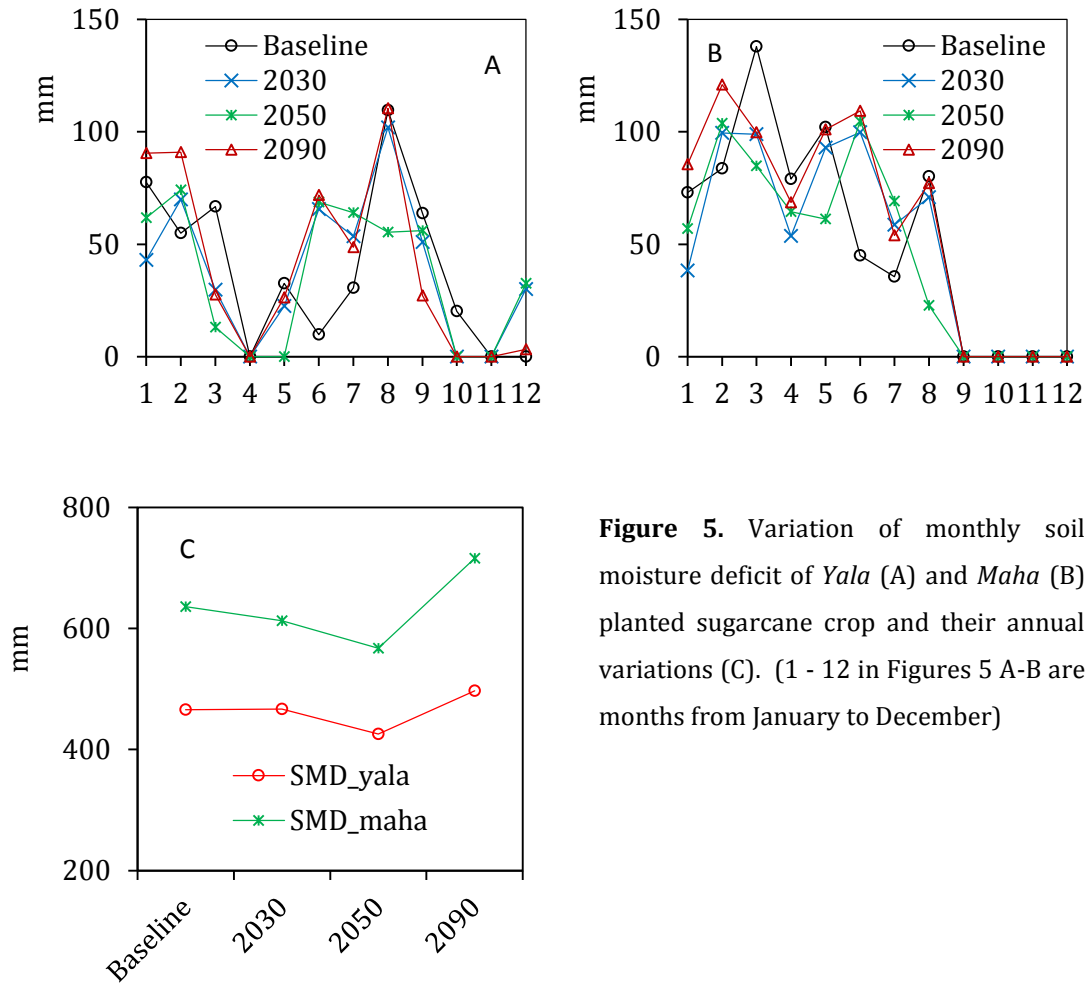 150
100
50
0
mm
Baseline
2030
2050
2090
A
1 2 3 4 5 6 7 8 9 10 11 12
150
100
50
0
mm
B
Baseline
2030
2050
2090
1 2 3 4 5 6 7 8 9 10 11 12
800
600
400
200
mm
C
SMD_yala
SMD_maha
Baseline
2030
2050
2090
Figure 5. Variation of monthly soil
moisture deficit of Yala (A) and Maha (B)
planted sugarcane crop and their annual
variations (C). (1 - 12 in Figures 5 A-B are
months from January to December)